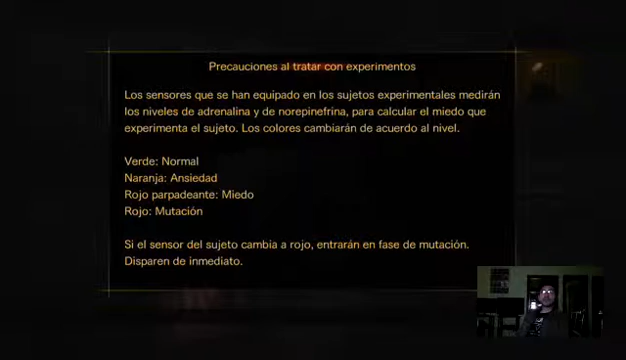 Precauciones al tratar con experimentos
Los sensores que se han equipado en los sujetos experimentales medirán
los niveles de adrenalina y de norepinefrina, para calcular el miedo que
experimenta el sujeto. Los colores cambiarán de acuerdo al nivel.
Verde: Normal
Naranja: Ansiedad
Rojo parpadeante: Miedo
Rojo: Mutación
Si el sensor del sujeto cambia a rojo, entrarán en fase de mutación.
Disparen de inmediato.